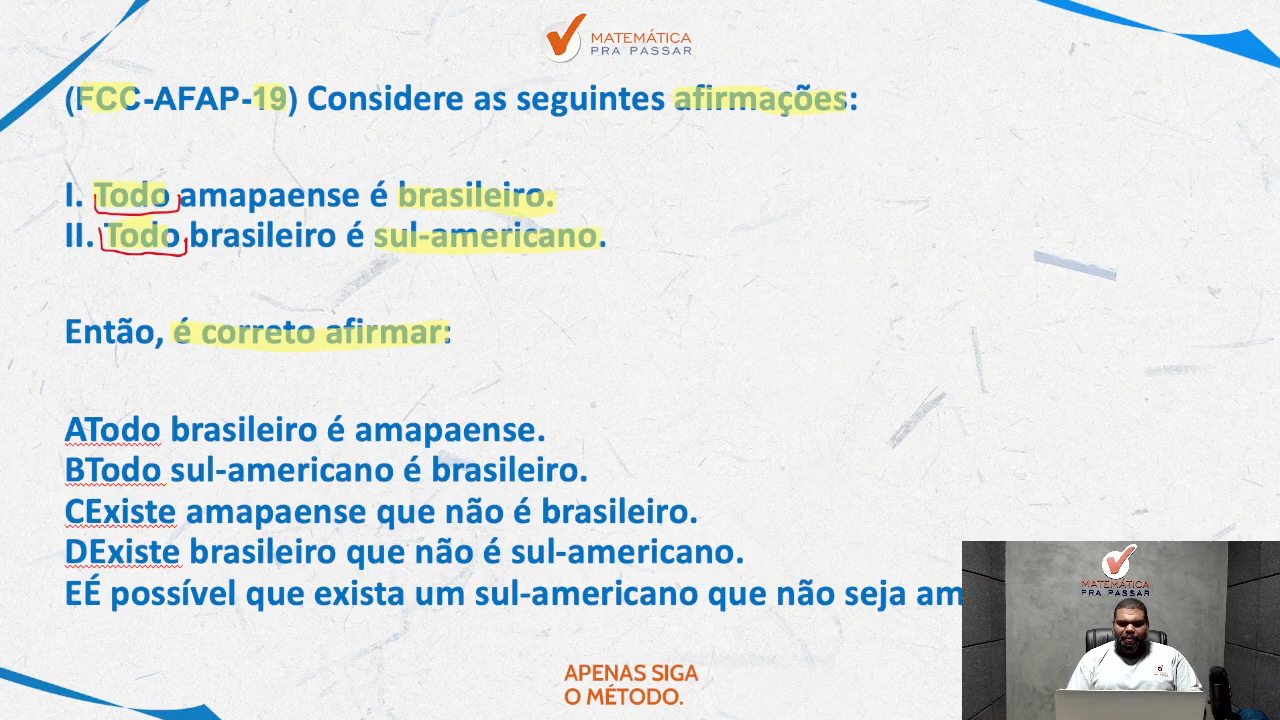 MATEMÁTICA
PRA PASSAR
(FCC-AFAP-19) Considere as seguintes afirmações:
I. Todo amapaense é brasileiro.
II. Todo brasileiro é sul-americano.
Então, é correto afirmar:
ATodo brasileiro é amapaense.
BTodo sul-americano é brasileiro.
CExiste amapaense que não é brasileiro.
DExiste brasileiro que não é sul-americano.
EÉ possível que exista um sul-americano que não seja am
MATEMÁTICA
PRA PASSAR
APENAS SIGA
O MÉTODO.